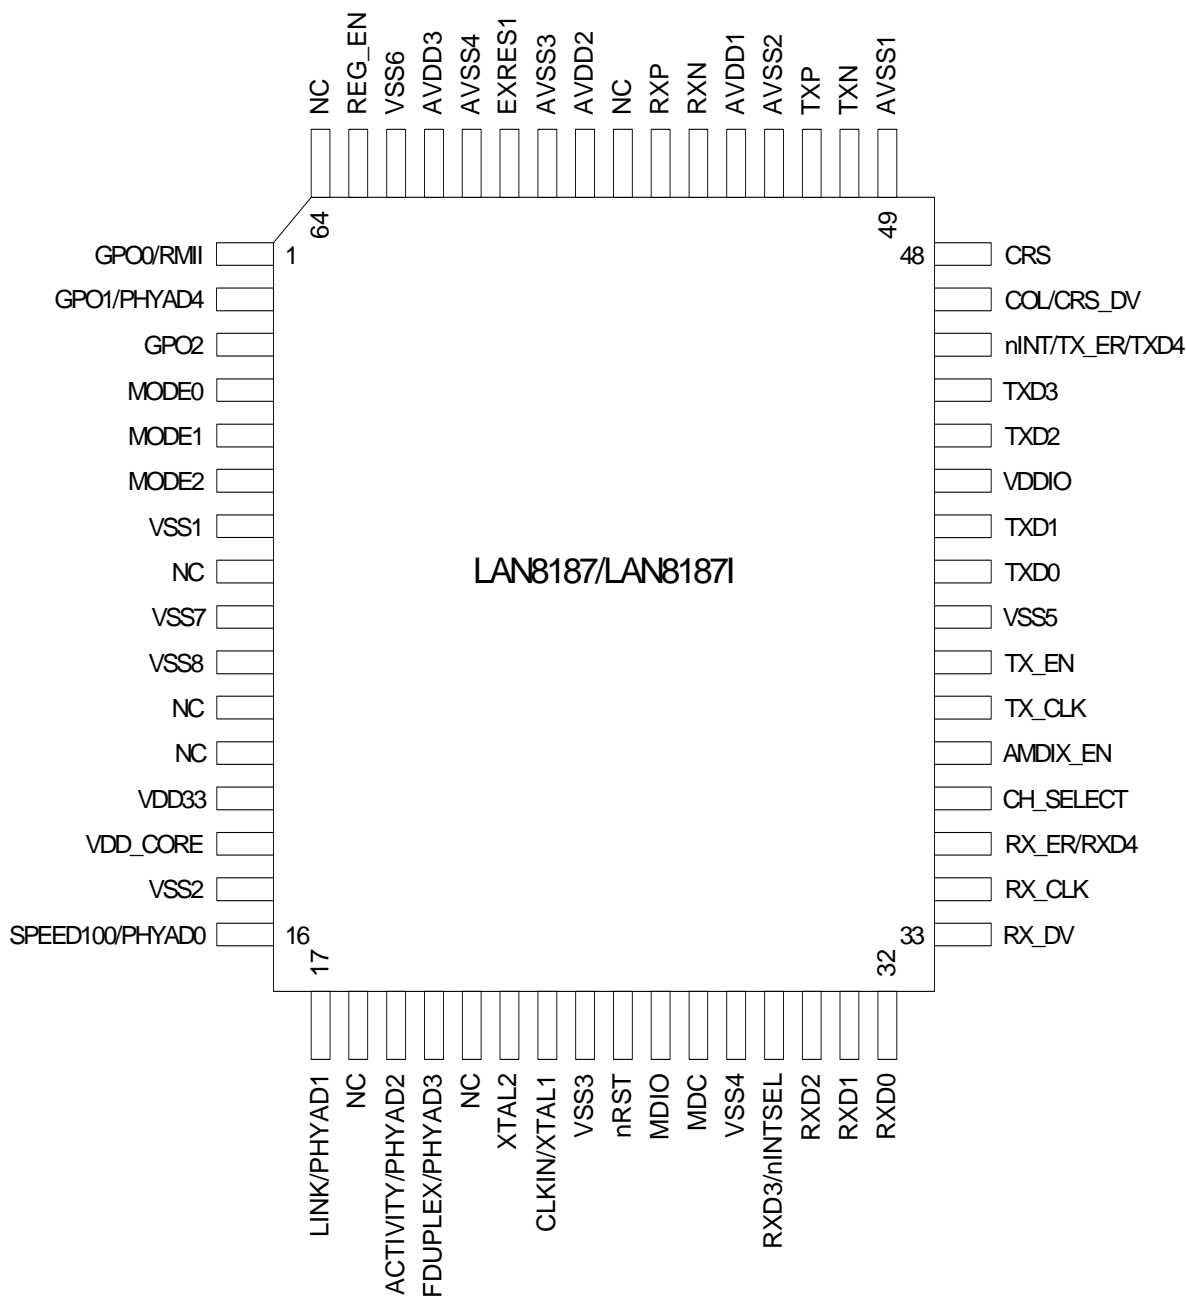 NC
REG_EN
VSS6
AVDD3
AVSS4
EXRES1
AVSS3
AVDD2
NC
RXP
RXN
AVDD1
AVSS2
TXP
TXN
AVSS1
64
49
GPO0/RMII
1
48
CRS
GPO1/PHYAD4
COL/CRS_DV
GPO2
nINT/TX_ER/TXD4
MODE0
TXD3
MODE1
TXD2
MODE2
VDDIO
VSS1
TXD1
NC
LAN8187/LAN8187I
TXD0
VSS7
VSS5
VSS8
TX_EN
NC
TX_CLK
NC
AMDIX_EN
VDD33
CH_SELECT
VDD_CORE
RX_ER/RXD4
VSS2
RX_CLK
SPEED100/PHYAD0
16
33
RX_DV
17
32
LINK/PHYAD1
NC
ACTIVITY/PHYAD2
FDUPLEX/PHYAD3
NC
XTAL2
CLKIN/XTAL1
VSS3
nRST
MDIO
MDC
VSS4
RXD3/nINTSEL
RXD2
RXD1
RXD0